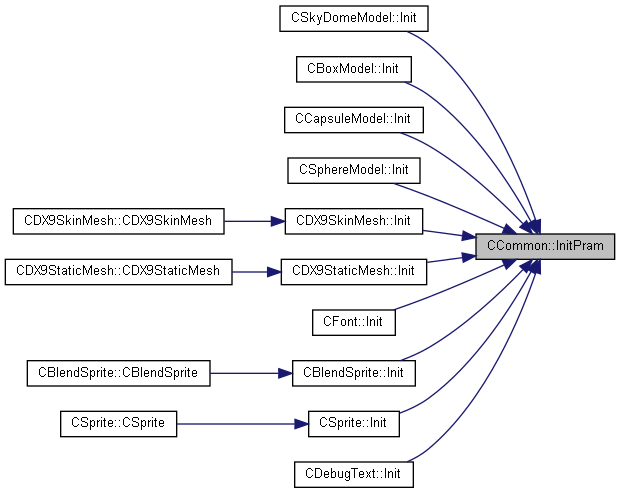 CSkyDomeModel::Init
CBoxModel::Init
CCapsuleModel::Init
CSphereModel::Init
CDX9SkinMesh::CDX9SkinMesh
CDX9SkinMesh::Init
CCommon::InitPram
CDX9StaticMesh::CDX9StaticMesh
CDX9StaticMesh::Init
CFont::Init
CBlendSprite::CBlendSprite
CBlendSprite::Init
CSprite::CSprite
CSprite::Init
CDebugText::Init